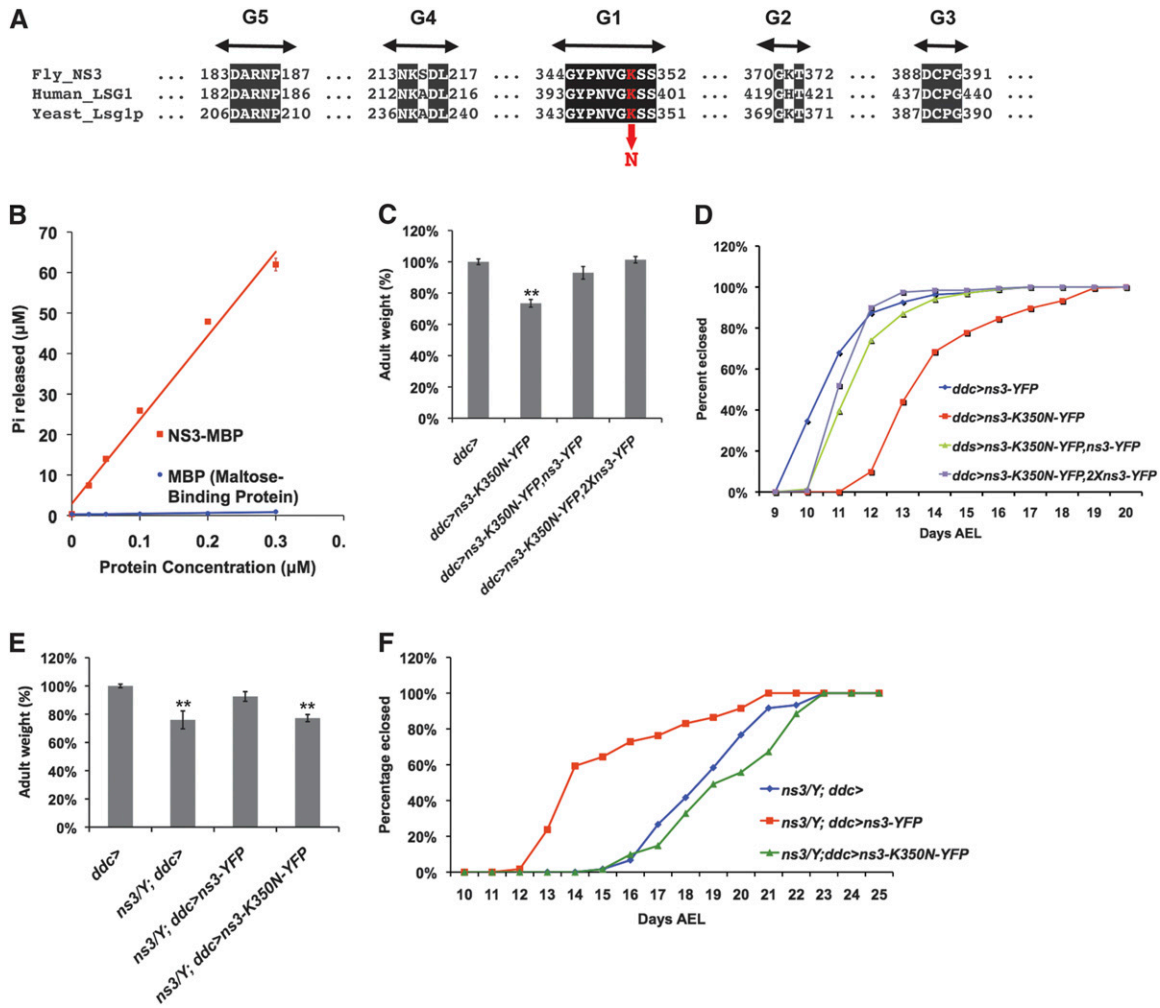 A
G5 G4 G1 G2 G3
Fly_NS3 ... 183DARNP187 ... 213NKSDL217 ... 344GYPNVGKSS352 ... 370GKT372 ... 388DCPG391 ...
Human_LSG1 ... 182DARNP186 ... 212NKADL216 ... 393GYPNVGKSS401 ... 419GHT421 ... 437DCPG440 ...
Yeast_Lsg1p ... 206DARNP210 ... 236NKADL240 ... 343GYPNVGKSS351 ... 369GKT371 ... 387DCPG390 ...
N
B
Pi released (µM)
70
60
50
40
30
20
10
0
NS3-MBP
MBP (Maltose-
Binding Protein)
0 0.1 0.2 0.3 0.
Protein Concentration (µM)
C
Adult weight (%)
120%
100%
80%
60%
40%
20%
0%
**
ddc>
ddc>ns3-K350N-YFP
ddc>ns3-K350N-YFP,ns3-YFP
ddc>ns3-K350N-YFP,2Xns3-YFP
D
Percent eclosed
120%
100%
80%
60%
40%
20%
0%
ddc>ns3-YFP
ddc>ns3-K350N-YFP
dds>ns3-K350N-YFP,ns3-YFP
ddc>ns3-K350N-YFP,2Xns3-YFP
9 10 11 12 13 14 15 16 17 18 19 20
Days AEL
E
Adult weight (%)
120%
100%
80%
60%
40%
20%
0%
** **
ddc>
ns3/Y; ddc>
ns3/Y; ddc>ns3-YFP
ns3/Y; ddc>ns3-K350N-YFP
F
Percentage eclosed
120%
100%
80%
60%
40%
20%
0%
ns3/Y; ddc>
ns3/Y; ddc>ns3-YFP
ns3/Y;ddc>ns3-K350N-YFP
10 11 12 13 14 15 16 17 18 19 20 21 22 23 24 25
Days AEL